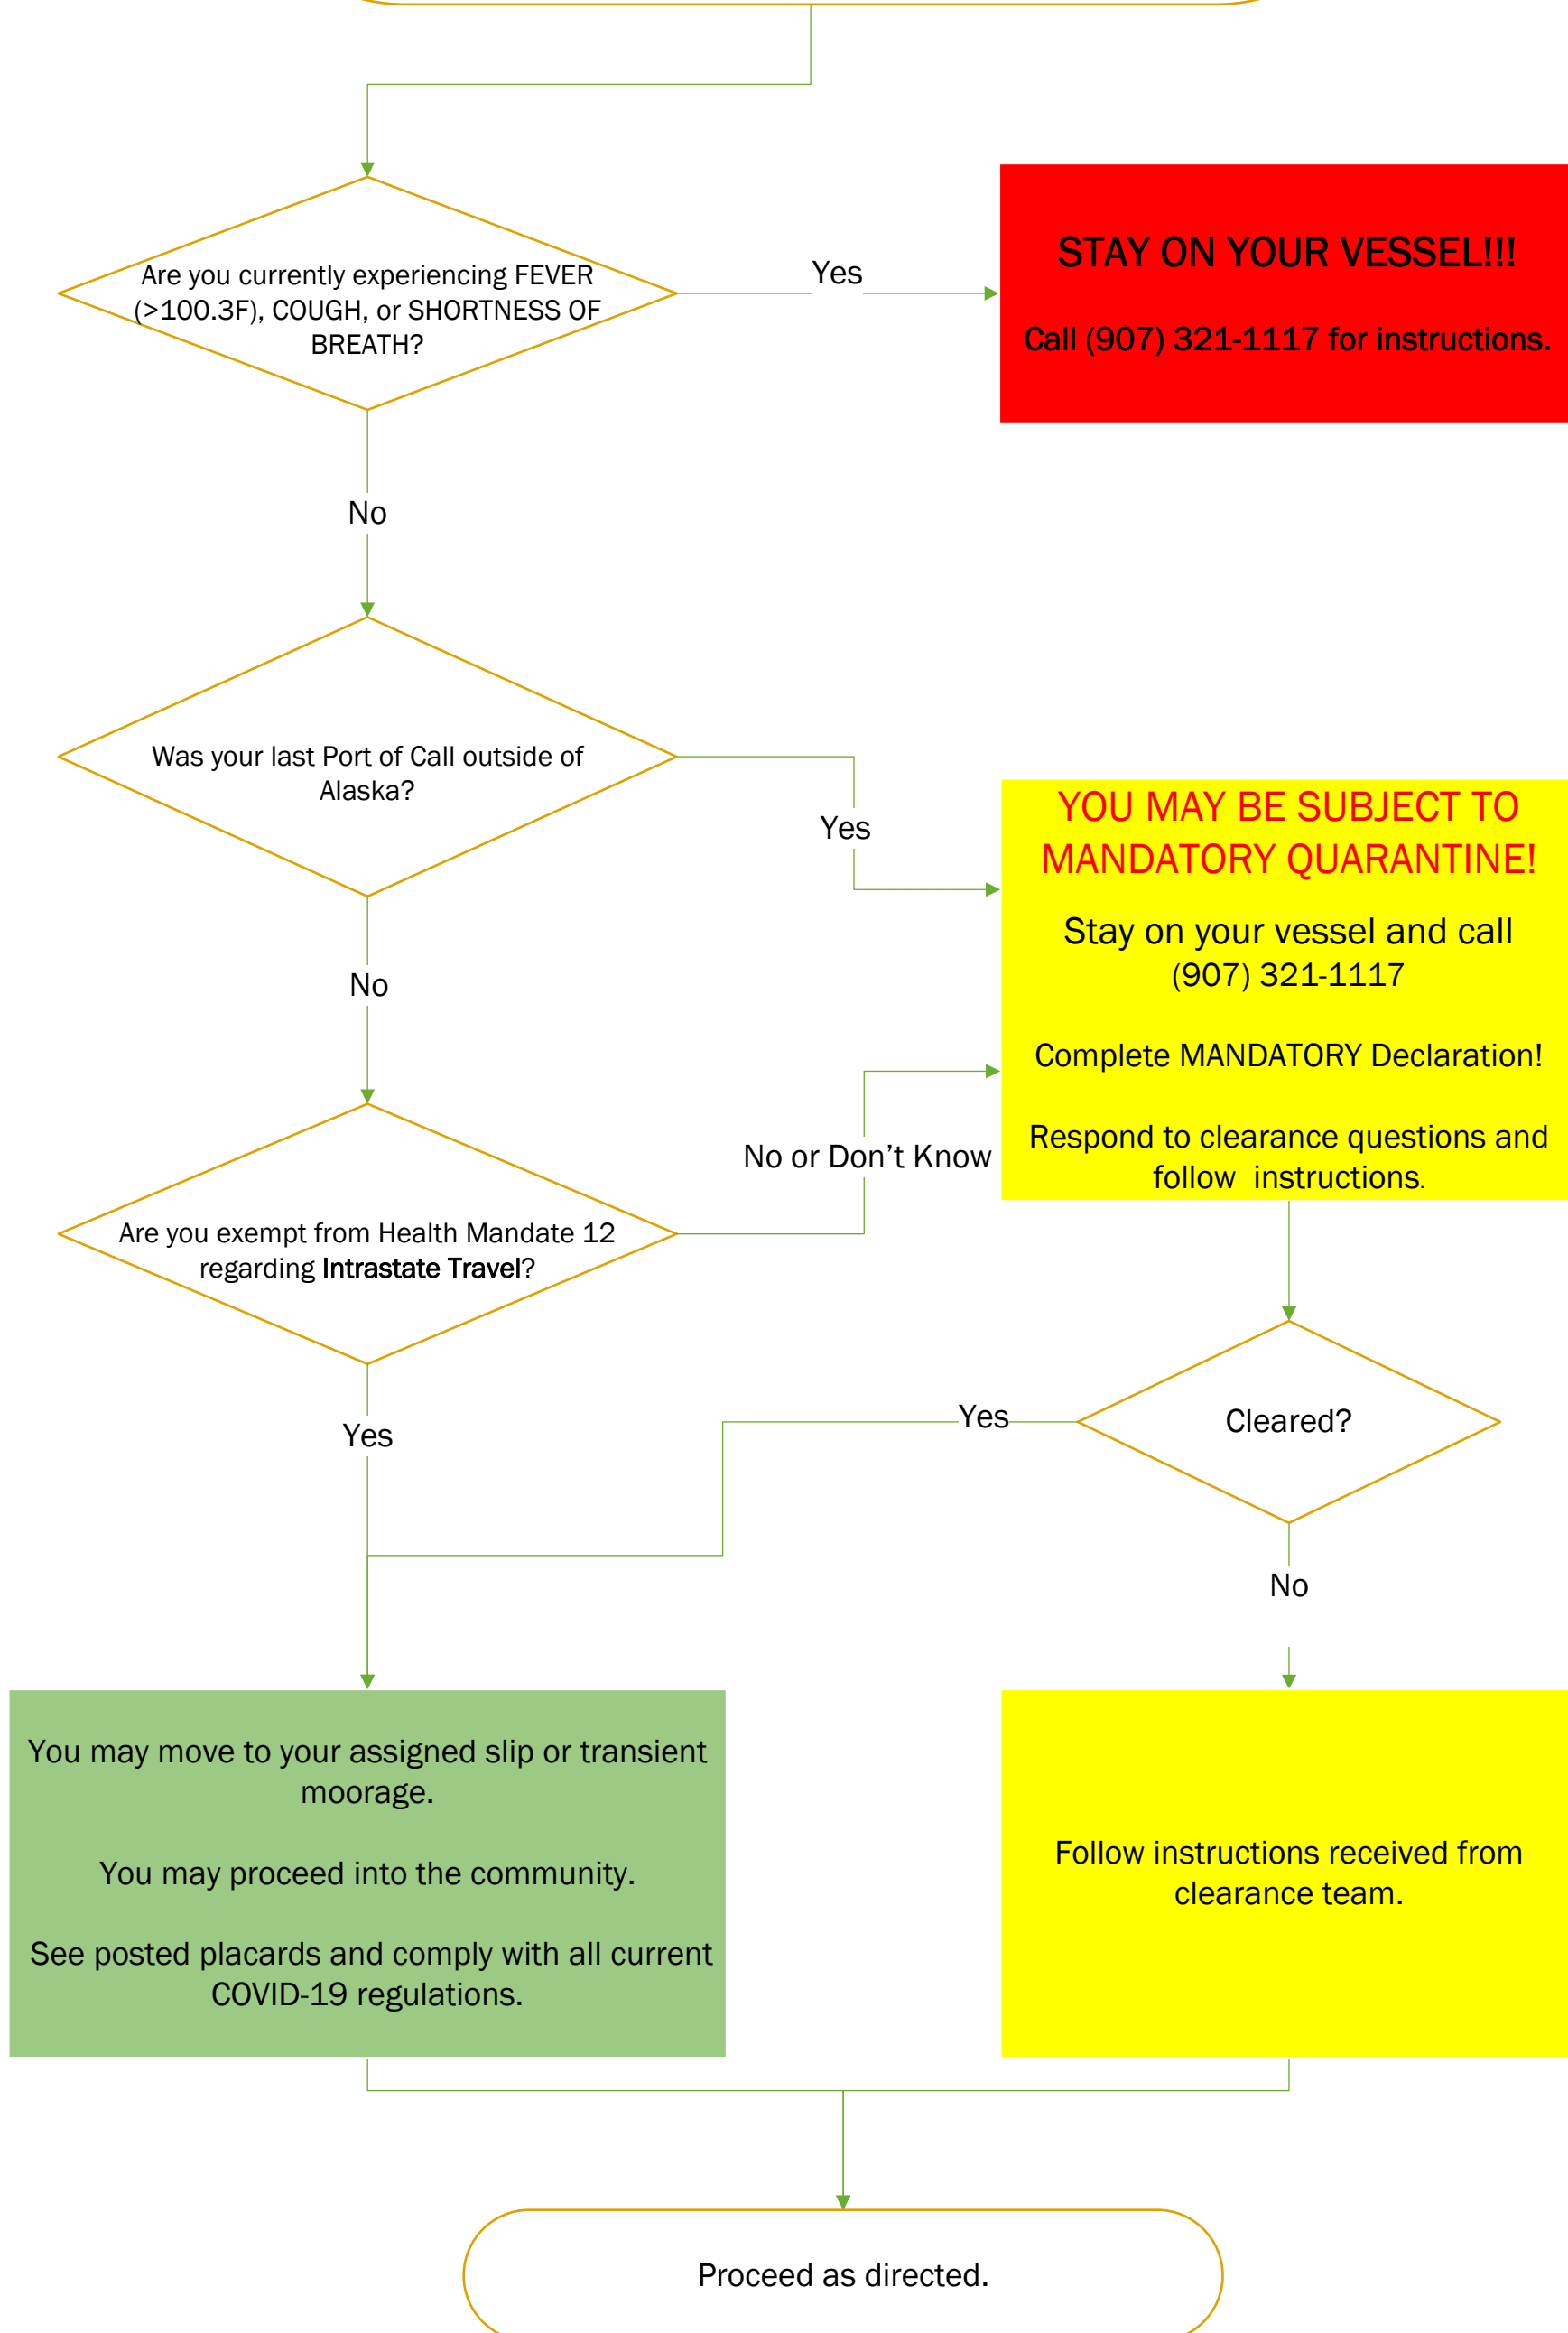 Are you currently experiencing FEVER
(>100.3F), COUGH, or SHORTNESS OF
BREATH?
Yes
STAY ON YOUR VESSEL!!!
Call (907) 321-1117 for instructions.
No
Was your last Port of Call outside of
Alaska?
Yes
YOU MAY BE SUBJECT TO
MANDATORY QUARANTINE!
Stay on your vessel and call
(907) 321-1117
Complete MANDATORY Declaration!
Respond to clearance questions and
follow instructions.
No
No or Don’t Know
Are you exempt from Health Mandate 12
regarding Intrastate Travel?
Yes
Cleared?
Yes
No
You may move to your assigned slip or transient
moorage.
You may proceed into the community.
See posted placards and comply with all current
COVID-19 regulations.
Follow instructions received from
clearance team.
Proceed as directed.